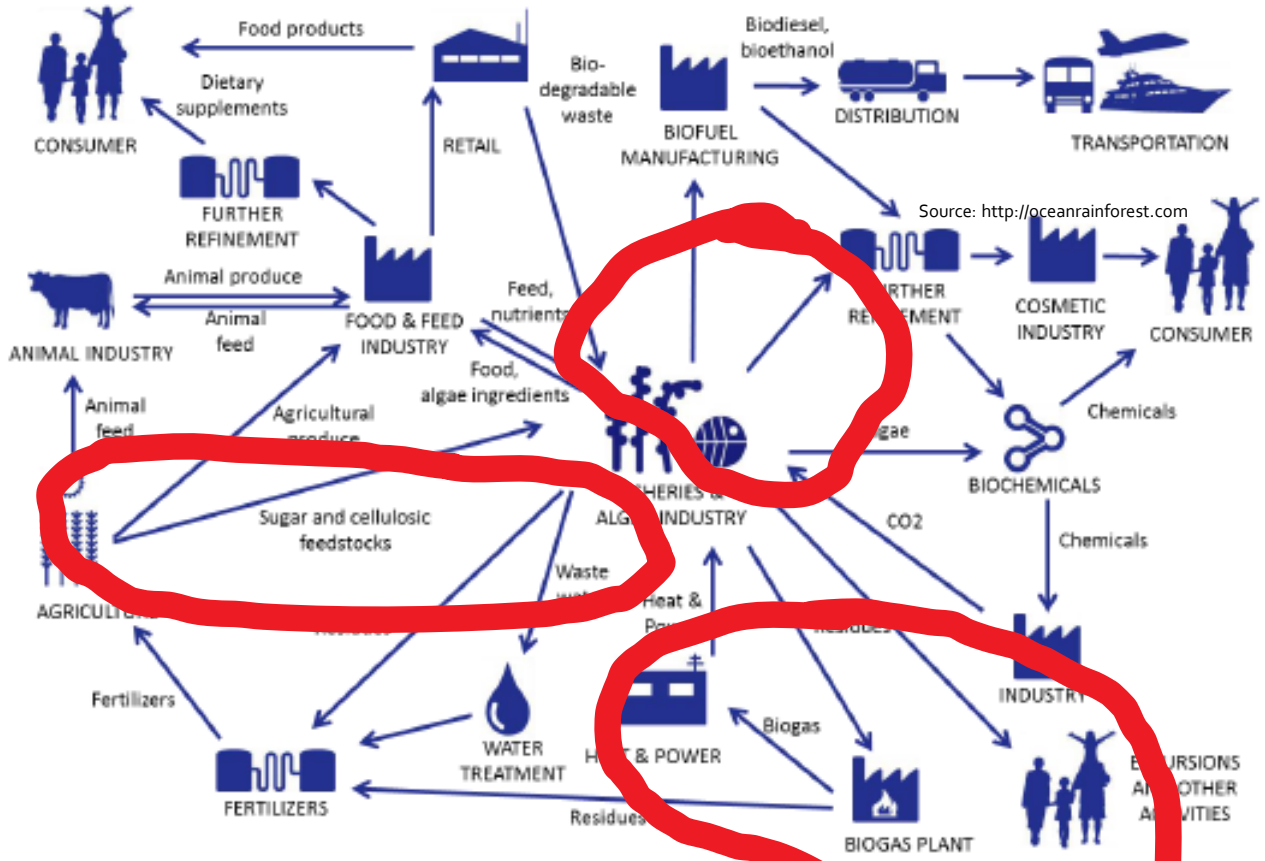 Food products
Biodiesel,
bioethanol
Bio-
degradable
waste
Dietary
supplements
CONSUMER
RETAIL
BIOFUEL
MANUFACTURING
DISTRIBUTION
TRANSPORTATION
FURTHER
REFINEMENT
Source: http://oceanrainforest.com
Animal produce
Animal
feed
Feed,
nutrients
FOOD & FEED
INDUSTRY
COSMETIC
INDUSTRY
CONSUMER
ANIMAL INDUSTRY
Food,
algae ingredients
Animal
feed
Agricultural
Chemicals
BIOCHEMICALS
Sugar and cellulosic
feedstocks
INDUSTRY
CO2
Chemicals
Waste
Heat &
INDUSTRY
Fertilizers
Biogas
WATER
TREATMENT
& POWER
FERTILIZERS
Residues
BIOGAS PLANT